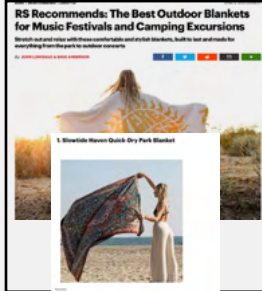 RS Recommends: The Best Outdoor Blankets
for Music Festivals and Camping Excursions
Stretch out and relax with these comfortable and stylish blankets, built to last and made for
everything from the park to outdoor concerts
By
1. Slowtide Haven Quick-Dry Park Blanket